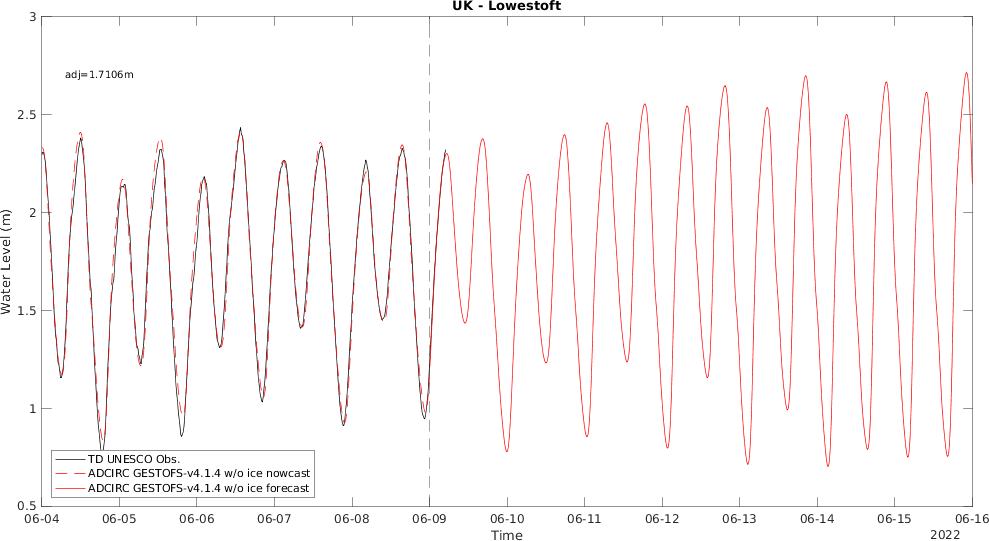 UK - Lowestoft
adj=1.7106m
Water Level (m)
3
2.5
2
1.5
1
0.5
TD UNESCO Obs.
ADCIRC GESTOFS-v4.1.4 w/o ice nowcast
ADCIRC GESTOFS-v4.1.4 w/o ice forecast
06-04 06-05 06-06 06-07 06-08 06-09 06-10 06-11 06-12 06-13 06-14 06-15 06-16
Time
2022